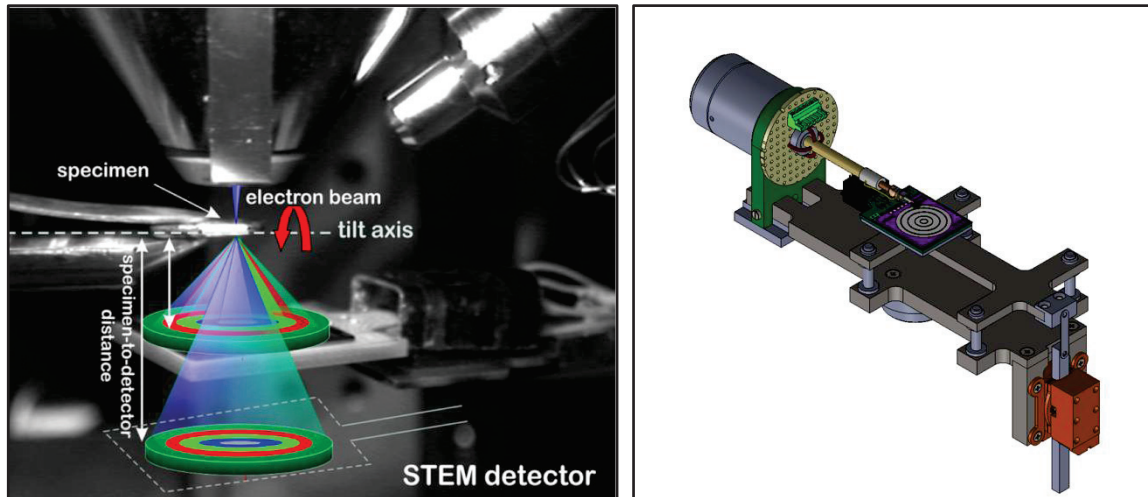 specimen
electron beam
tilt axis
specimen-to-detector
distance
STEM detector